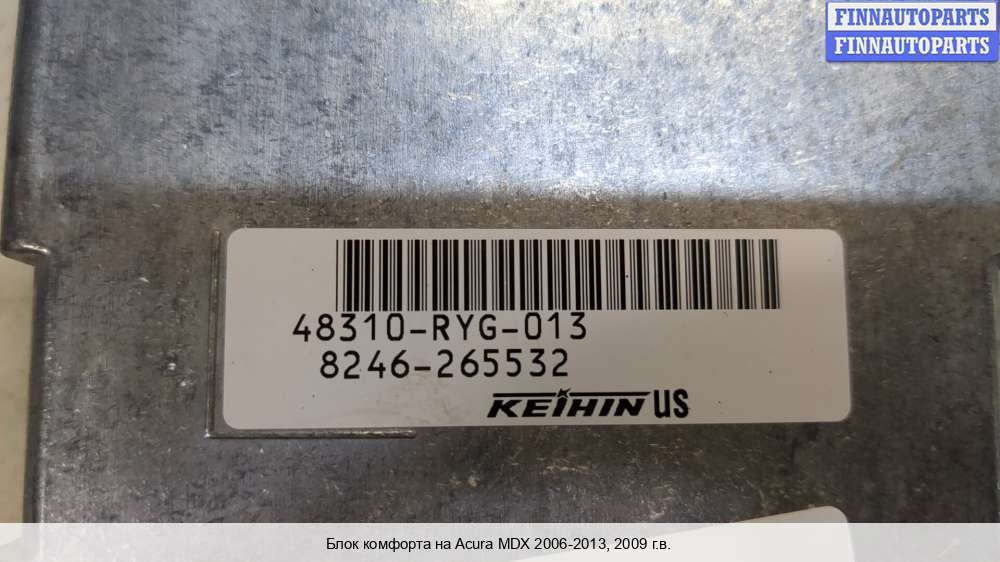 FINNAUTOPARTS
FINNAUTOPARTS
48310-RYG-013
8246-265532
KEIHIN US
Блок комфорта на Acura MDX 2006-2013, 2009 г.в.